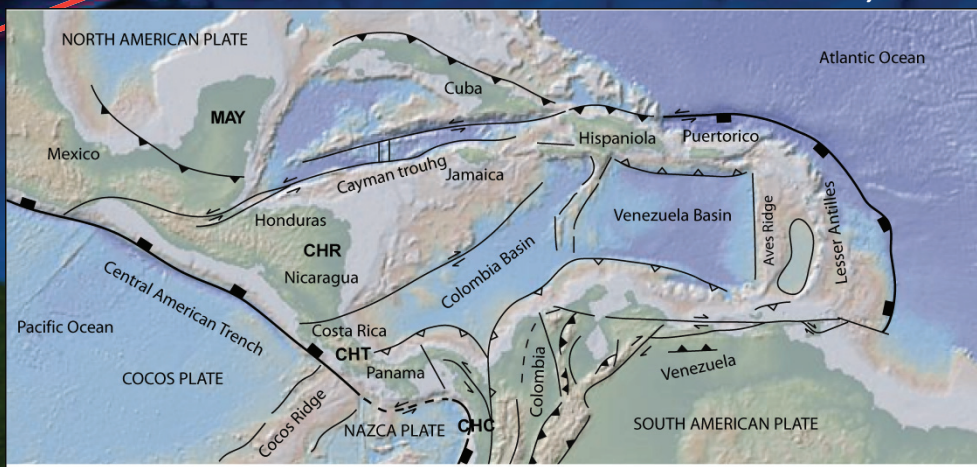 NORTH AMERICAN PLATE
Atlantic Ocean
Cuba
MAY
Mexico
Hispaniola
Puertorico
Cayman trouhg
Jamaica
Honduras
Venezuela Basin
Aves Ridge
Lesser Antilles
CHR
Nicaragua
Colombia Basin
Central American Trench
Pacific Ocean
Costa Rica
CHT
Panama
Colombia
Venezuela
COCOS PLATE
Cocos Ridge
NAZCA PLATE
CHC
SOUTH AMERICAN PLATE